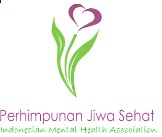 Perhimpunan Jiwa Sehat
Indonesian Mental Health Association